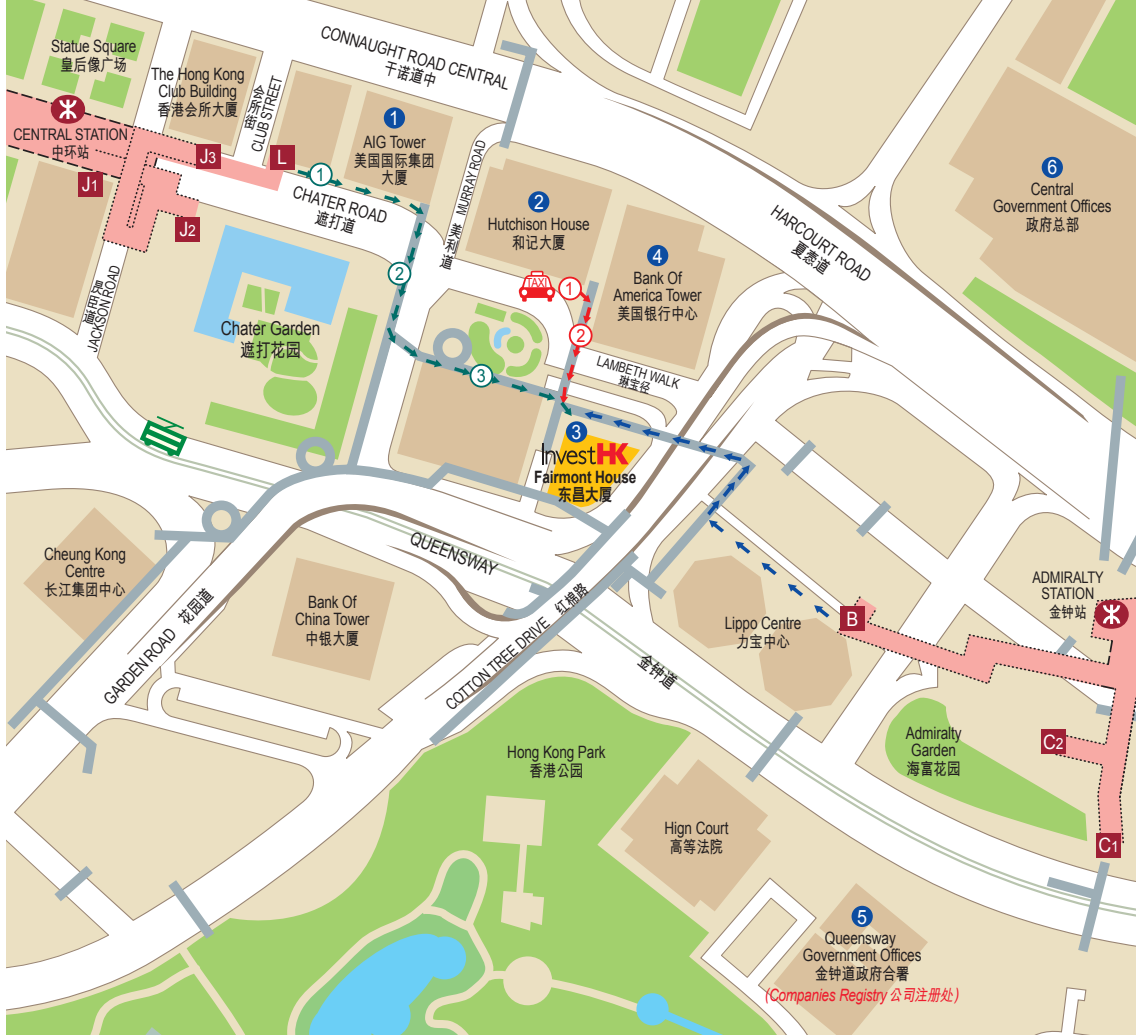 Statue Square
皇后像广场
CONNAUGHT ROAD CENTRAL
干诺道中
The Hong Kong
Club Building
香港会所大厦
会所街
CLUB STREET
CENTRAL STATION
中环站
J3
L
J1
J2
1
AIG Tower
美国国际集团
大厦
1
CHATER ROAD
遮打道
MURRAY ROAD
美利道
2
Hutchison House
和记大厦
4
Bank Of
America Tower
美国银行中心
HARCOURT ROAD
夏悫道
6
Central
Government Offices
政府总部
JACKSON ROAD
昃臣道
2
TAXI
1
2
Chater Garden
遮打花园
3
LAMBETH WALK
琳宝径
3
InvestHK
Fairmont House
东昌大厦
QUEENSWAY
Cheung Kong
Centre
长江集团中心
GARDEN ROAD 花园道
Bank Of
China Tower
中银大厦
COTTON TREE DRIVE 红棉路
Lippo Centre
力宝中心
B
ADMIRALTY
STATION
金钟站
金钟道
Hong Kong Park
香港公园
Admiralty
Garden
海富花园
C2
C1
Hign Court
高等法院
5
Queensway
Government Offices
金钟道政府合署
(Companies Registry 公司注册处)